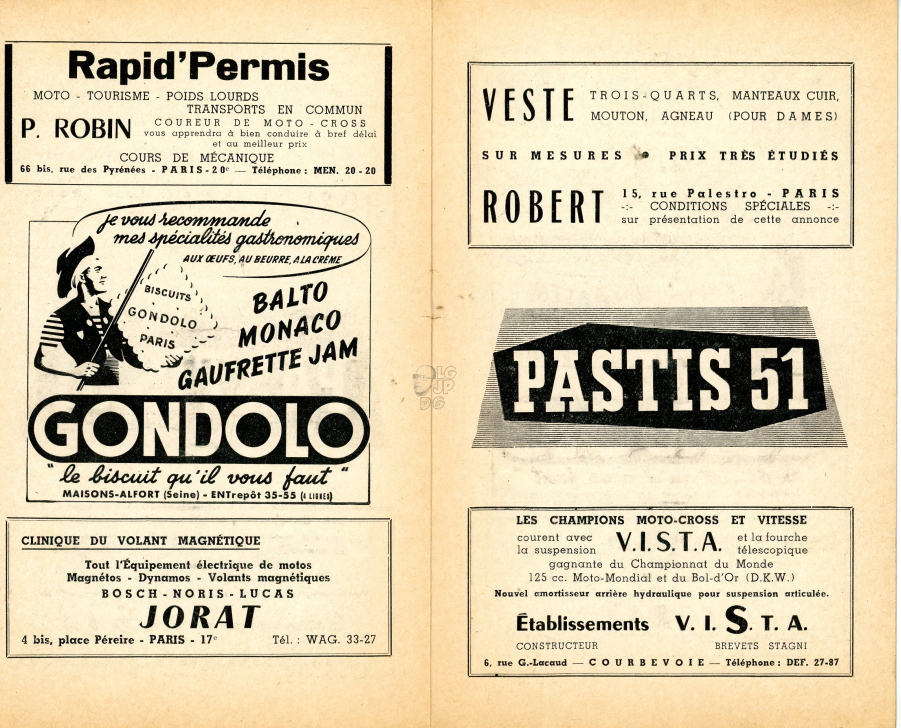 Rapid'Permis
MOTO - TOURISME - POIDS LOURDS
TRANSPORTS EN COMMUN
P. ROBIN
COUREUR DE MOTO-CROSS
vous apprendra à bien conduire à bref délai
et au meilleur prix
COURS DE MÉCANIQUE
66 bis, rue des Pyrénées - PARIS-20e — Téléphone : MEN. 20-20
je vous recommande
mes spécialités gastronomiques
AUX ŒUFS, AU BEURRE, A LA CRÈME
BISCUITS
GONDOLO
PARIS
BALTO
MONACO
GAUFRETTE JAM
GONDOLO
"le biscuit qu'il vous faut"
MAISONS-ALFORT (Seine) - ENTrepôt 35-55 (4 LIGNES)
CLINIQUE DU VOLANT MAGNÉTIQUE
Tout l'Équipement électrique de motos
Magnétos - Dynamos - Volants magnétiques
BOSCH - NORIS - LUCAS
JORAT
4 bis, place Péreire - PARIS - 17e Tél. : WAG. 33-27
VESTE
TROIS-QUARTS, MANTEAUX CUIR,
MOUTON, AGNEAU (POUR DAMES)
SUR MESURES • PRIX TRÈS ÉTUDIÉS
ROBERT
15, rue Palestro - PARIS
-:- CONDITIONS SPÉCIALES -:-
sur présentation de cette annonce
PASTIS 51
LES CHAMPIONS MOTO-CROSS ET VITESSE
courent avec la suspension V.I.S.T.A. et la fourche télescopique
gagnante du Championnat du Monde
125 cc. Moto-Mondial et du Bol-d'Or (D.K.W.)
Nouvel amortisseur arrière hydraulique pour suspension articulée.
Établissements V. I. S. T. A.
CONSTRUCTEUR BREVETS STAGNI
6, rue G.-Lacaud — COURBEVOIE — Téléphone : DEF. 27-87
LG
JP
DG